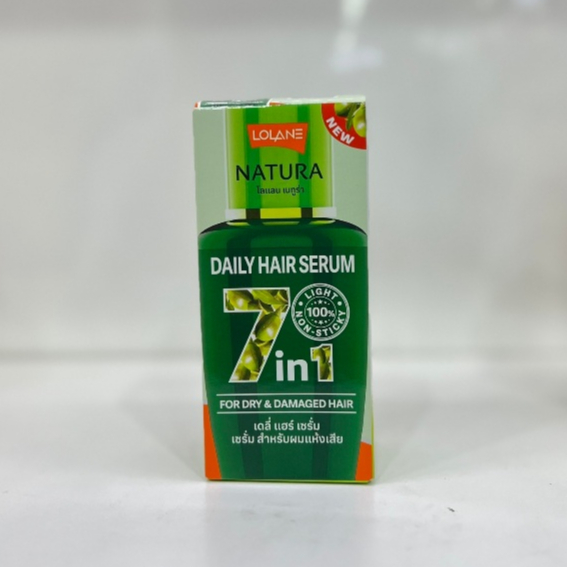 LOLANE
NEW
NATURA
โลแลน เนทูร่า
DAILY HAIR SERUM
7 in 1
LIGHT
100%
NON-STICKY
FOR DRY & DAMAGED HAIR
เดลี่ แฮร์ เซรั่ม
เซรั่ม สำหรับผมแห้งเสีย